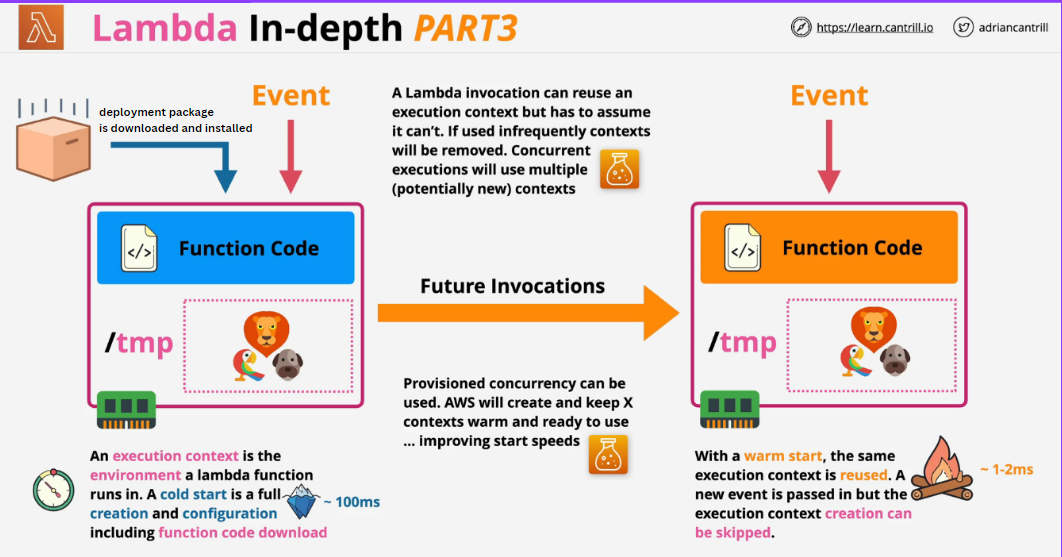 Lambda In-depth PART3
https://learn.cantrill.io
adriancantrill
deployment package
is downloaded and installed
Event
A Lambda invocation can reuse an
execution context but has to assume
it can't. If used infrequently contexts
will be removed. Concurrent
executions will use multiple
(potentially new) contexts
Event
</> Function Code
/tmp
Future Invocations
</> Function Code
/tmp
Provisioned concurrency can be
used. AWS will create and keep X
contexts warm and ready to use
... improving start speeds
An execution context is the
environment a lambda function
runs in. A cold start is a full
creation and configuration
including function code download
~ 100ms
With a warm start, the same
execution context is reused. A
new event is passed in but the
execution context creation can
be skipped.
~ 1-2ms